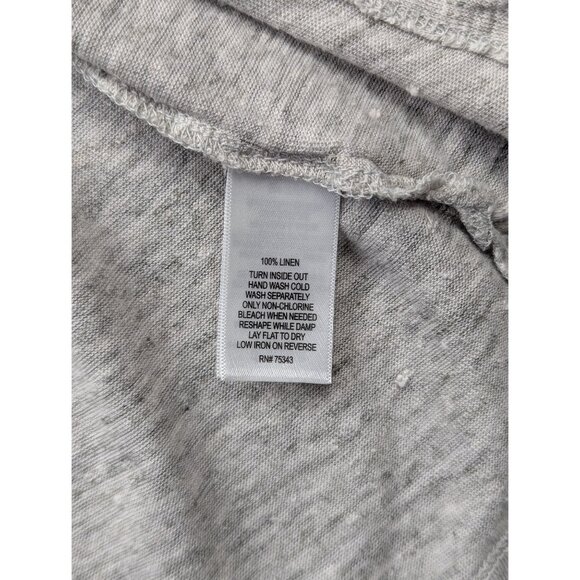 100% LINEN
TURN INSIDE OUT
HAND WASH COLD
WASH SEPARATELY
ONLY NON-CHLORINE
BLEACH WHEN NEEDED
RESHAPE WHILE DAMP
LAY FLAT TO DRY
LOW IRON ON REVERSE
RN# 75343